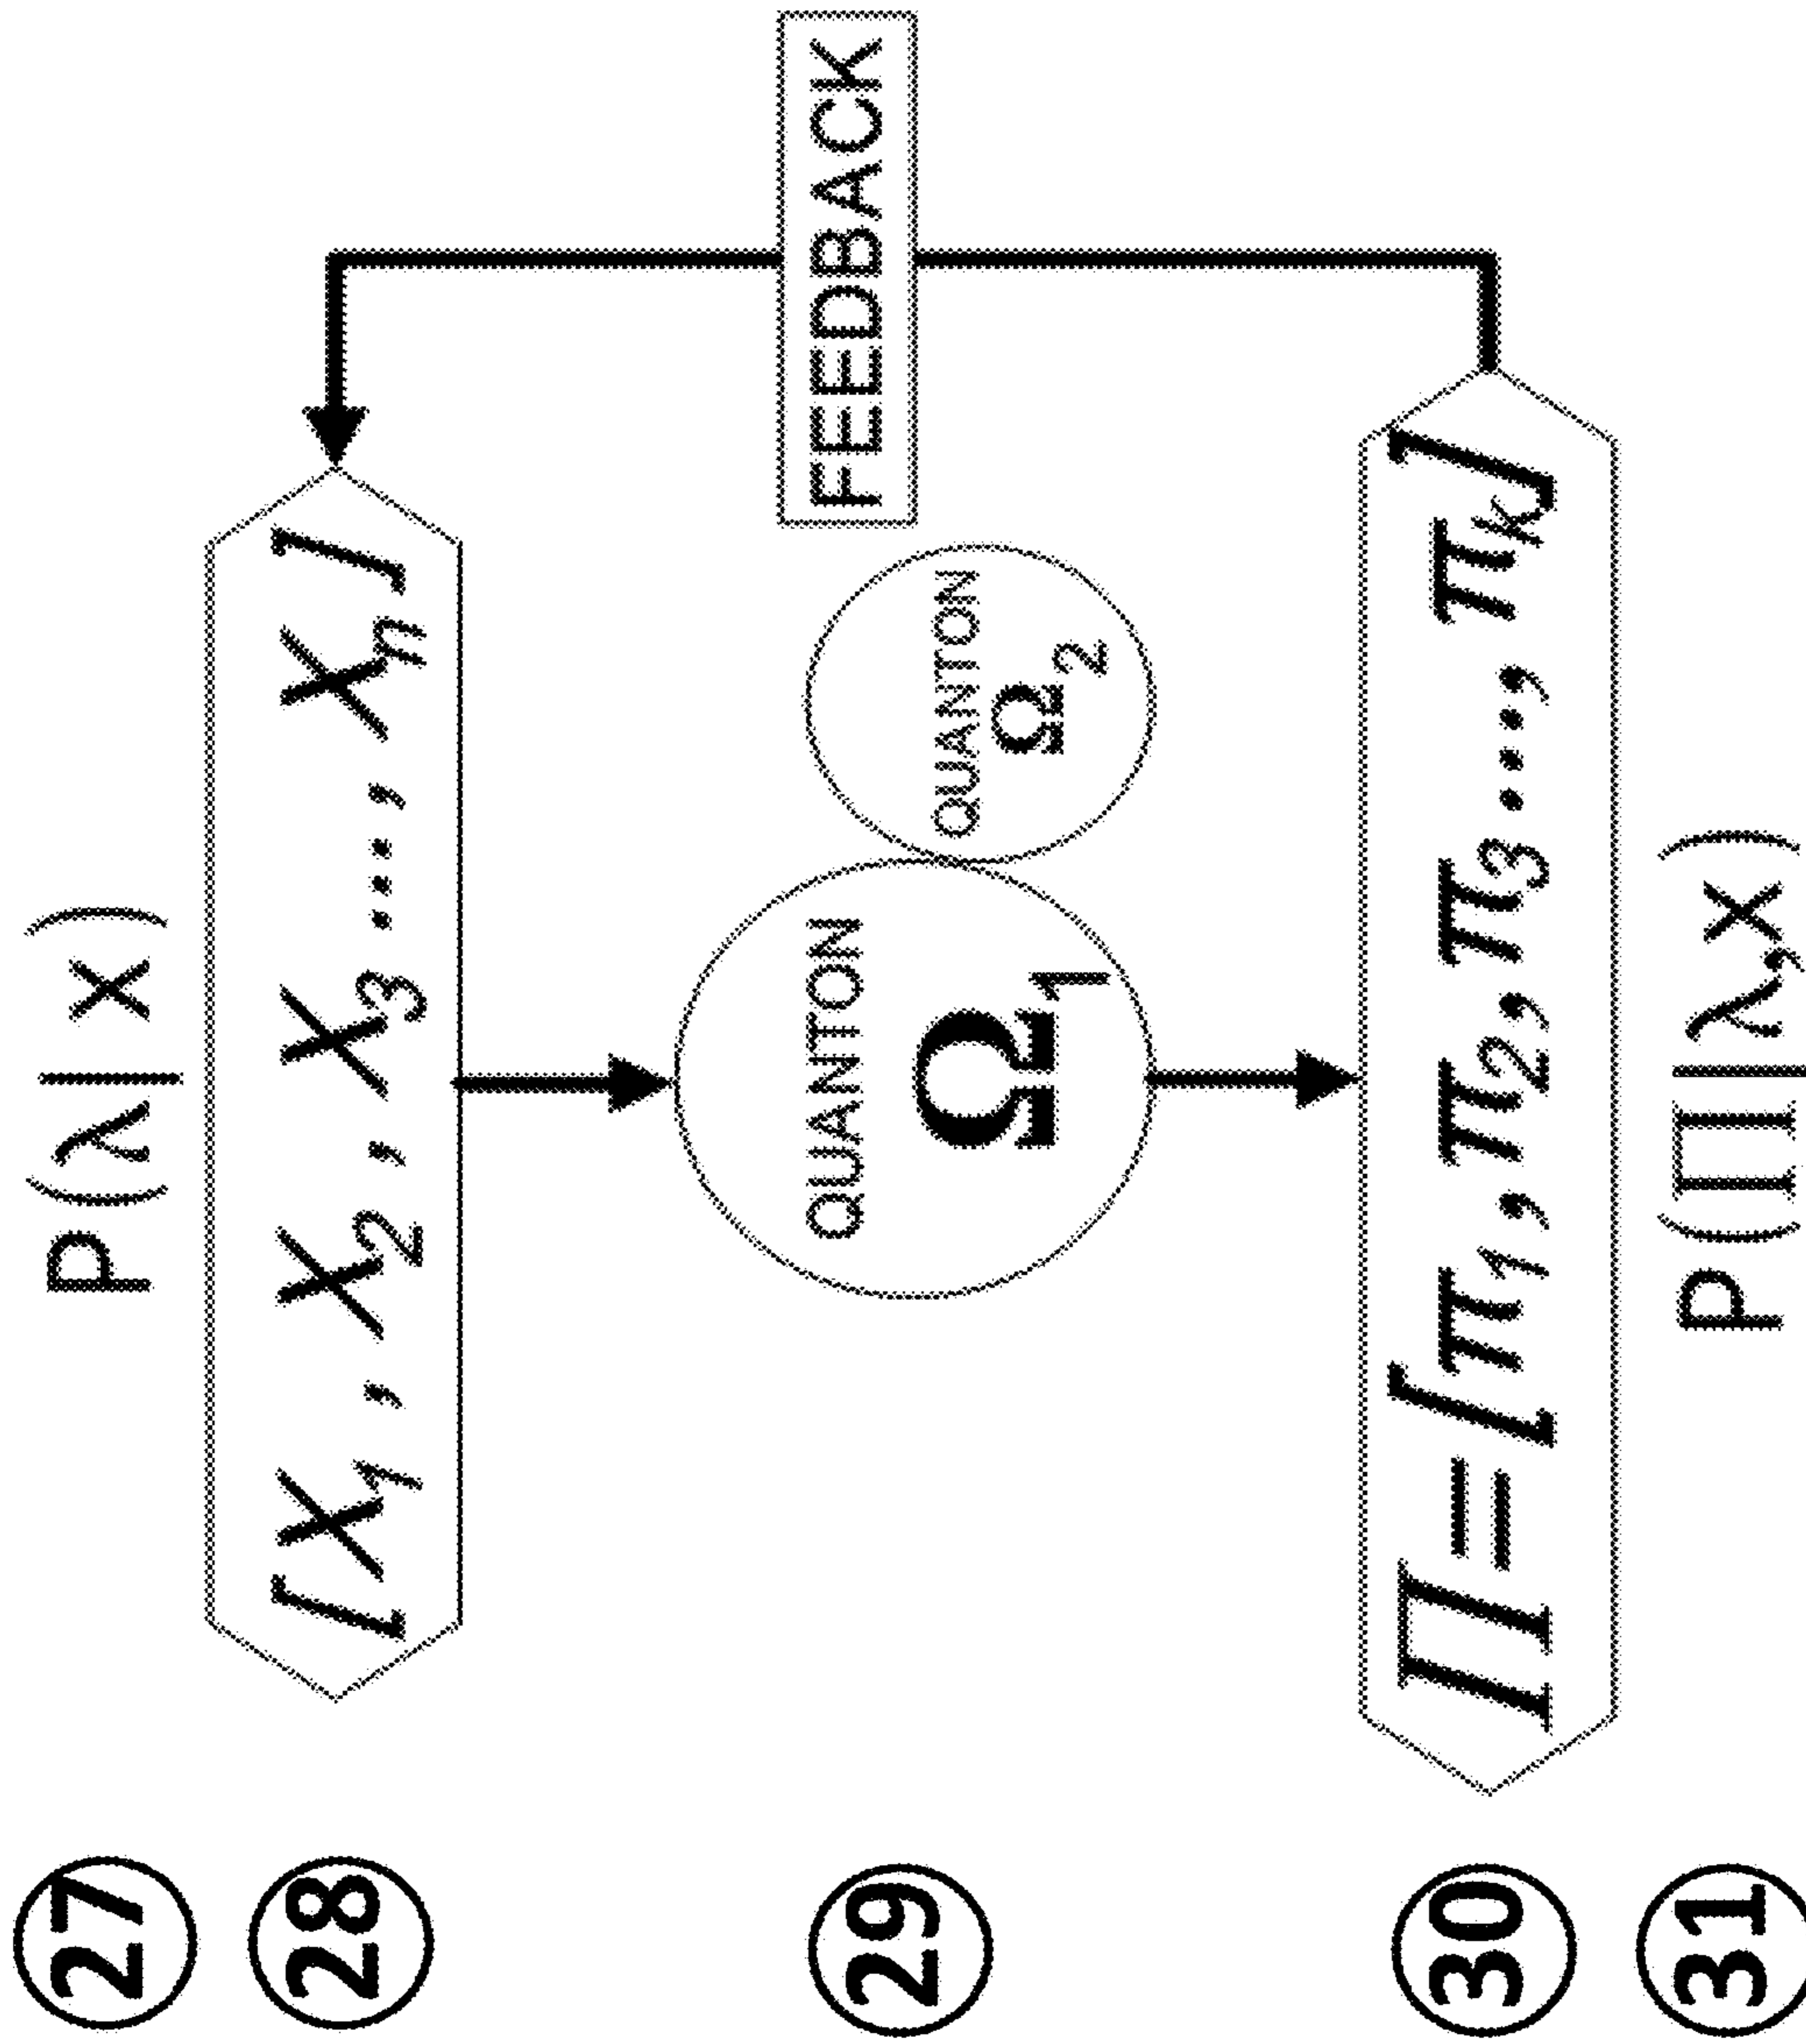 27 P(λ| x)
28 [X₁ , X₂ , X₃... , Xₙ ]
29
QUANTON
Ω₁
QUANTON
Ω₂
FEEDBACK
30 ∏=[π₁,π₂,π₃...,πₖ]
31 P(∏|λ,x)